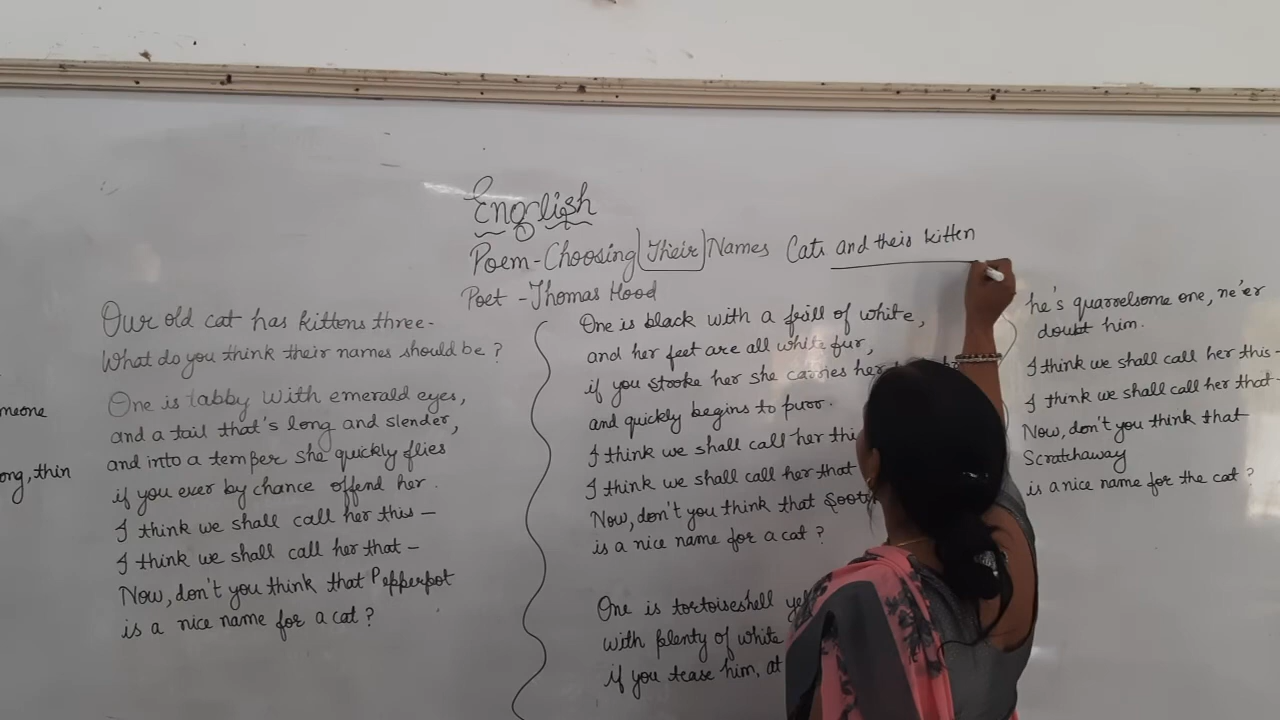 English
Poem-Choosing Their Names Cats and their kitten
Poet - Thomas Hood
meone
ong, thin
Our old cat has kittens three-
What do you think their names should be?
One is tabby with emerald eyes,
and a tail that's long and slender,
and into a temper she quickly flies
if you ever by chance offend her.
I think we shall call her this -
I think we shall call her that -
Now, don't you think that Pepperpot
is a nice name for a cat?
One is black with a frill of white,
and her feet are all white fur,
if you stroke her she carries her
and quickly begins to purr.
I think we shall call her thi
I think we shall call her that
Now, don't you think that Soot
is a nice name for a cat?
One is tortoiseshell ye
with plenty of white
if you tease him, at
he's quarrelsome one, ne'er
doubt him.
I think we shall call her this-
I think we shall call her that-
Now, don't you think that
Scratchaway
is a nice name for the cat?